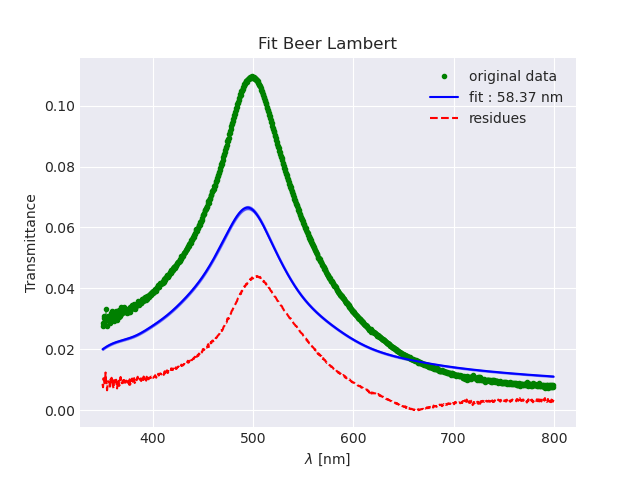 Fit Beer Lambert
original data
fit : 58.37 nm
residues
Transmittance
0.10
0.08
0.06
0.04
0.02
0.00
400
500
600
700
800
λ [nm]